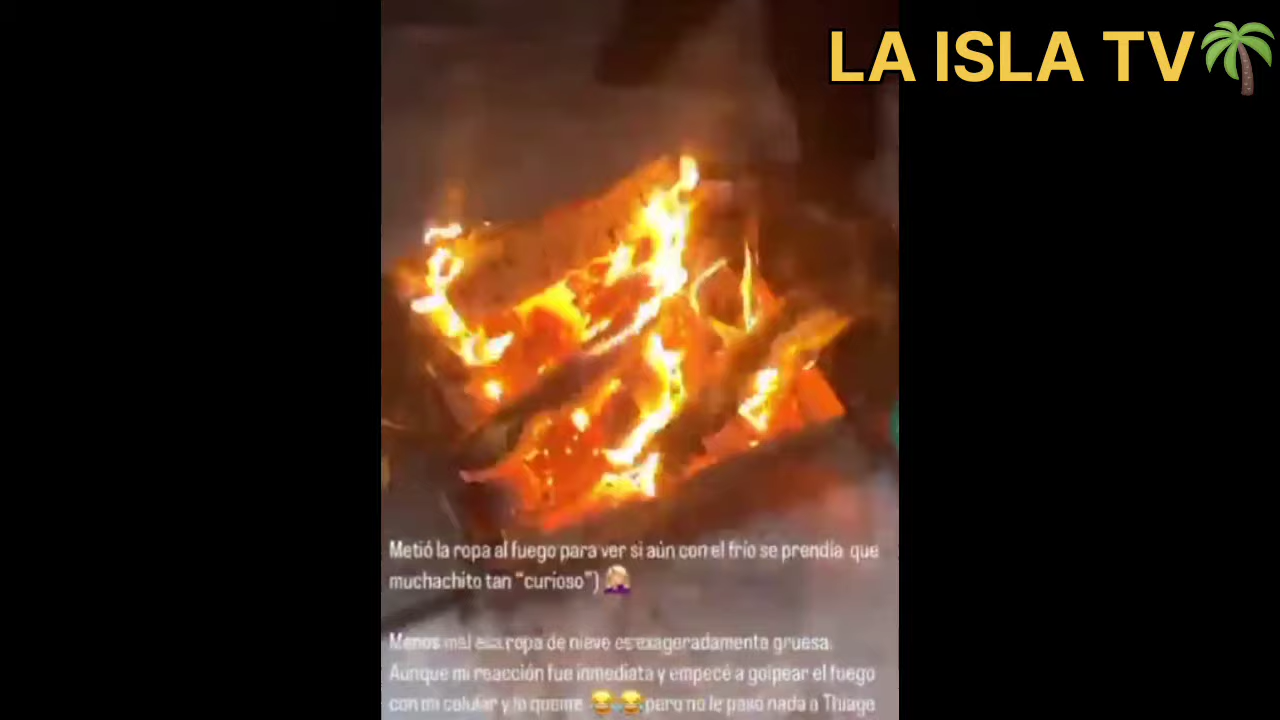 LA ISLA TV
Metió la ropa al fuego para ver si aún con el frío se prendía que
muchachito tan "curioso")
Menos mal esa ropa de nieve es exageradamente gruesa.
Aunque mi reacción fue inmediata y empecé a golpear el fuego
con mi celular y lo queme pero no le pasó nada a Thiago